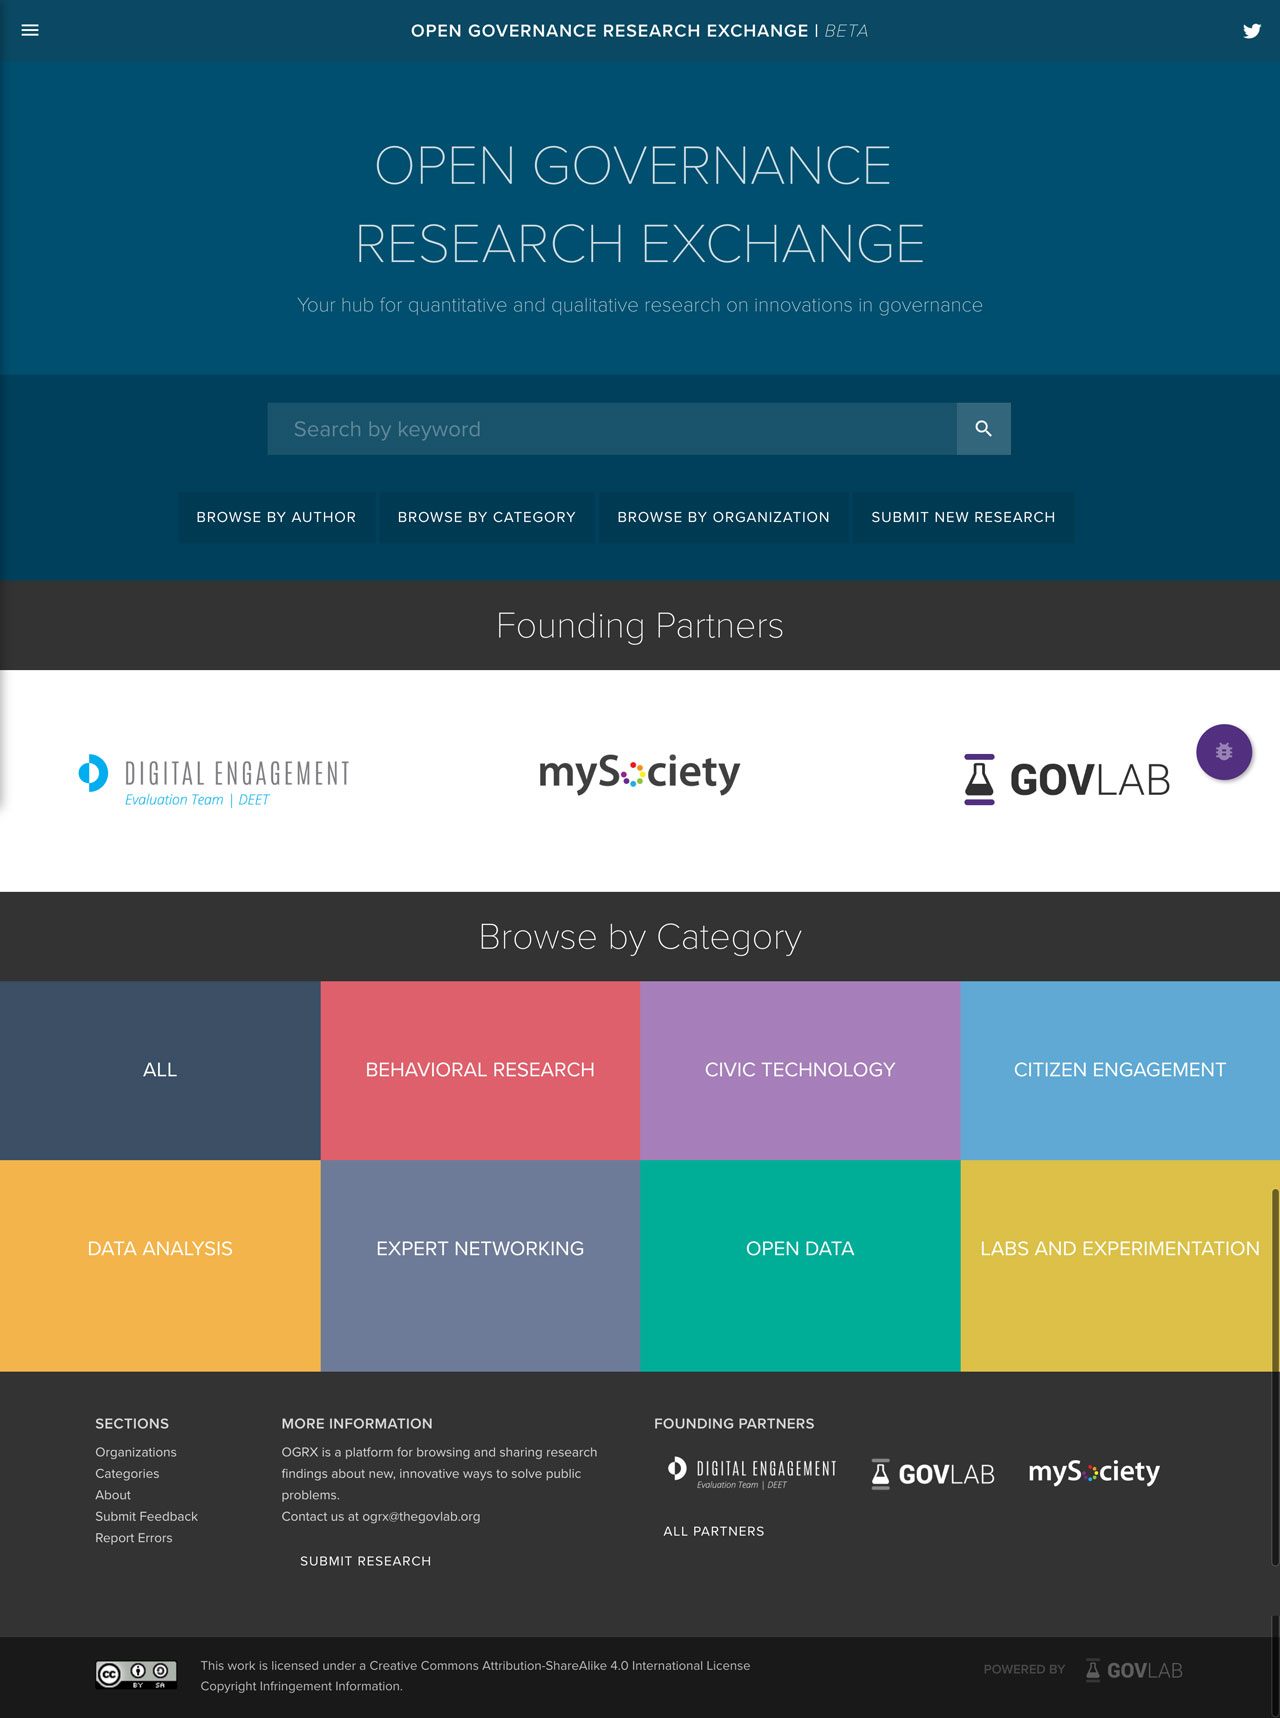 OPEN GOVERNANCE RESEARCH EXCHANGE | BETA
OPEN GOVERNANCE
RESEARCH EXCHANGE
Your hub for quantitative and qualitative research on innovations in governance
Search by keyword
BROWSE BY AUTHOR
BROWSE BY CATEGORY
BROWSE BY ORGANIZATION
SUBMIT NEW RESEARCH
Founding Partners
DIGITAL ENGAGEMENT
Evaluation Team | DEET
mySociety
GOVLAB
Browse by Category
ALL
BEHAVIORAL RESEARCH
CIVIC TECHNOLOGY
CITIZEN ENGAGEMENT
DATA ANALYSIS
EXPERT NETWORKING
OPEN DATA
LABS AND EXPERIMENTATION
SECTIONS
Organizations
Categories
About
Submit Feedback
Report Errors
MORE INFORMATION
OGRX is a platform for browsing and sharing research
findings about new, innovative ways to solve public
problems.
Contact us at ogrx@thegovlab.org
SUBMIT RESEARCH
FOUNDING PARTNERS
DIGITAL ENGAGEMENT
Evaluation Team | DEET
GOVLAB
mySociety
ALL PARTNERS
cc BY SA
This work is licensed under a Creative Commons Attribution-ShareAlike 4.0 International License
Copyright Infringement Information.
POWERED BY
GOVLAB